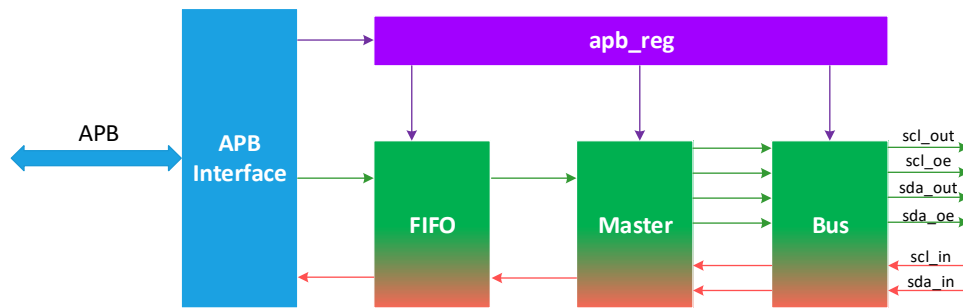 apb_reg
APB
APB
Interface
FIFO
Master
Bus
scl_out
scl_oe
sda_out
sda_oe
scl_in
sda_in